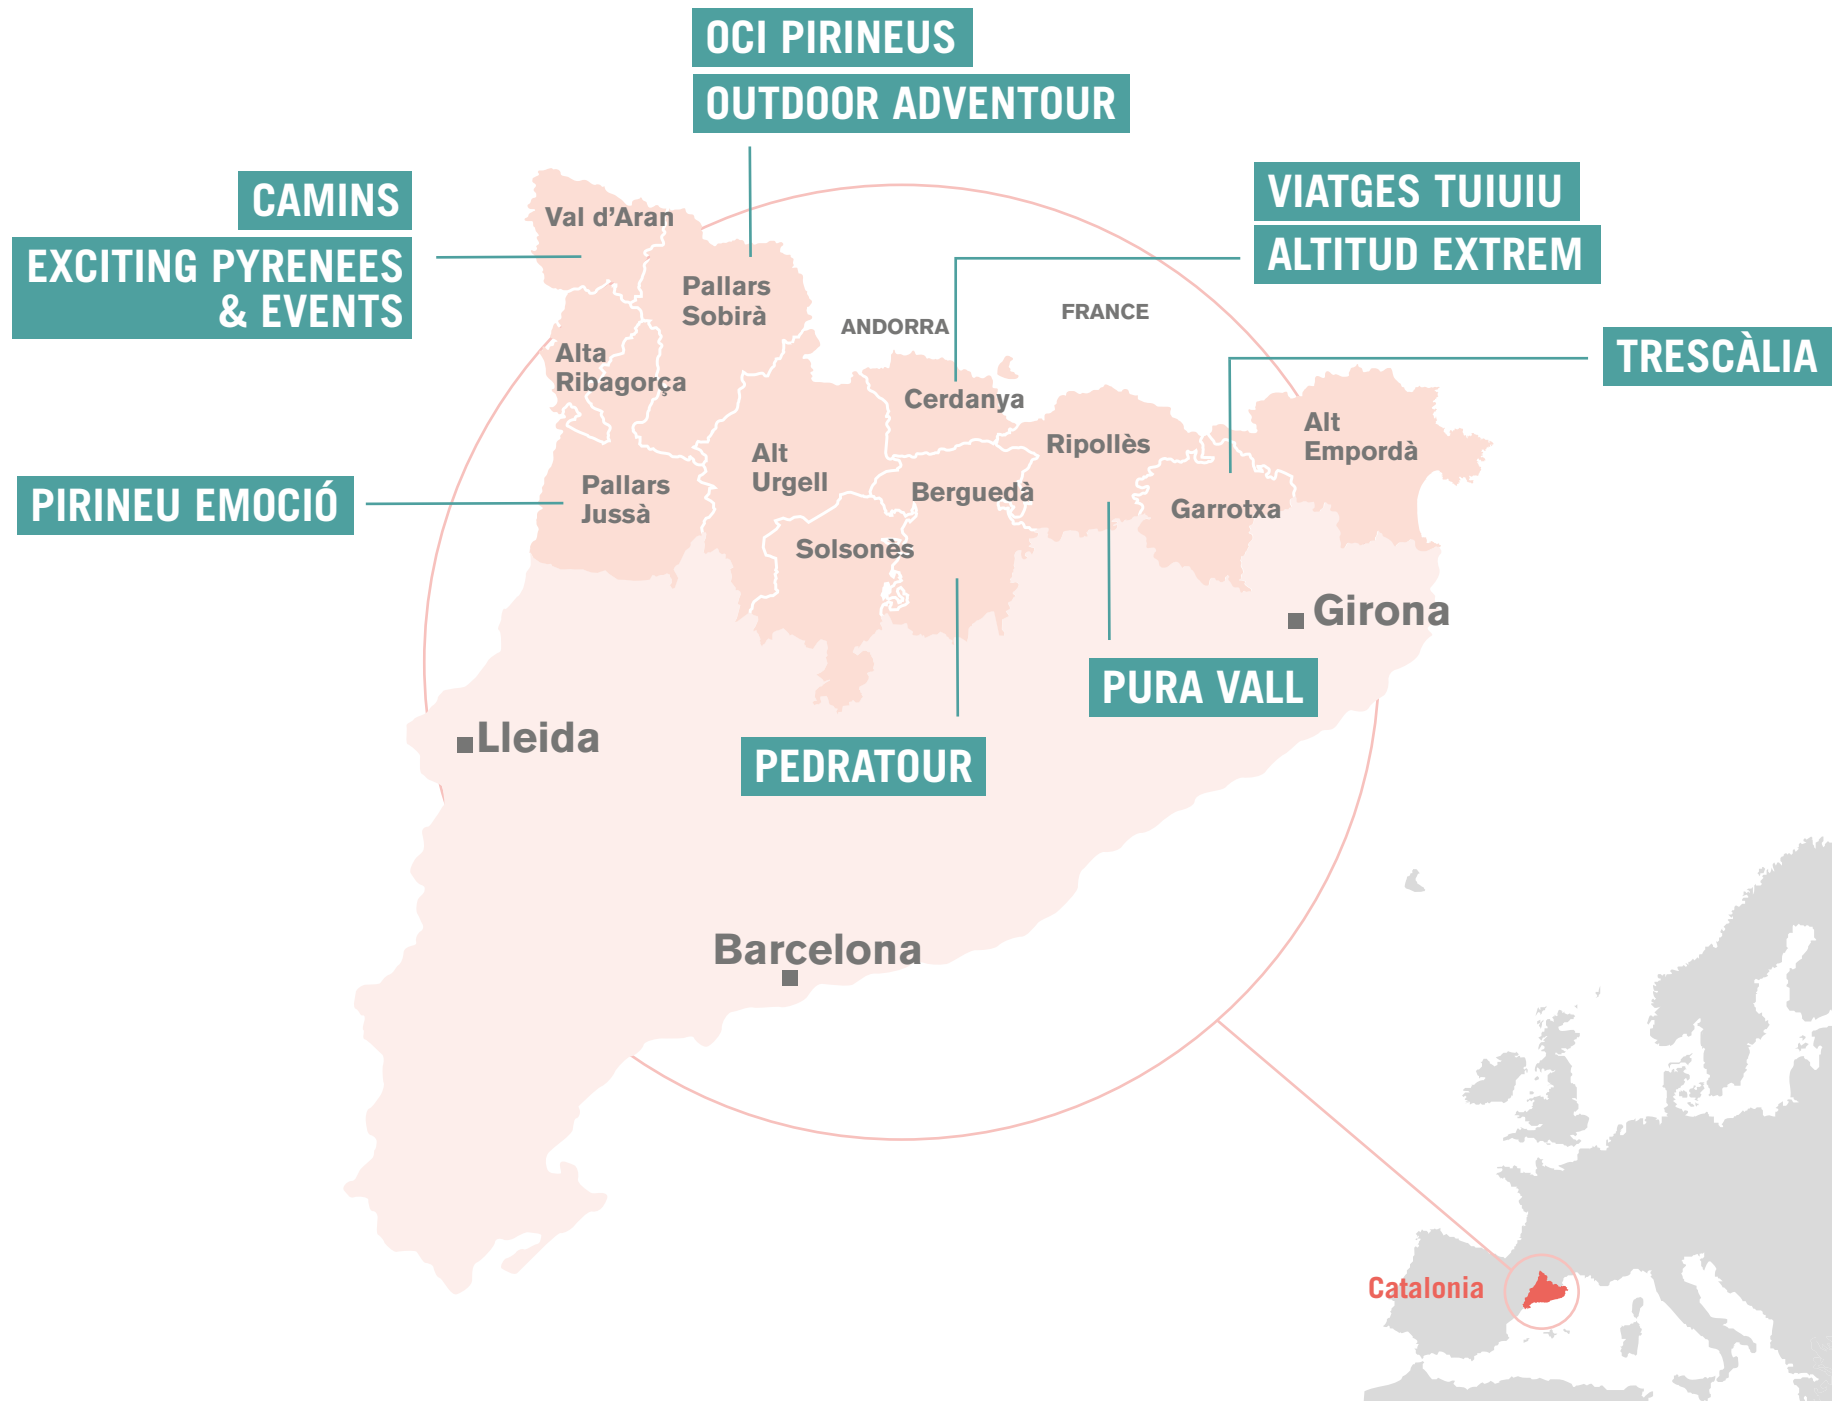 OCI PIRINEUS
OUTDOOR ADVENTOUR
CAMINS
EXCITING PYRENEES
& EVENTS
VIATGES TUIUIU
ALTITUD EXTREM
TRESCÀLIA
PIRINEU EMOCIÓ
PURA VALL
PEDRATOUR
Val d'Aran
Pallars
Sobirà
ANDORRA
FRANCE
Alta
Ribagorça
Cerdanya
Ripollès
Alt
Empordà
Alt
Urgell
Pallars
Jussà
Berguedà
Garrotxa
Solsonès
Girona
Lleida
Barcelona
Catalonia